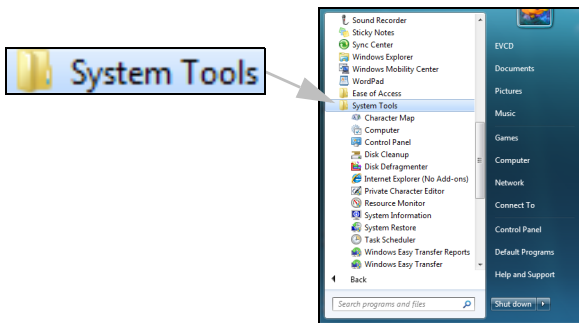 System Tools
Sound Recorder
Sticky Notes
Sync Center
Windows Explorer
Windows Mobility Center
WordPad
Ease of Access
System Tools
Character Map
Computer
Control Panel
Disk Cleanup
Disk Defragmenter
Internet Explorer (No Add-ons)
Private Character Editor
Resource Monitor
System Information
System Restore
Task Scheduler
Windows Easy Transfer Reports
Windows Easy Transfer
Back
Search programs and files
EVCD
Documents
Pictures
Music
Games
Computer
Network
Connect To
Control Panel
Default Programs
Help and Support
Shut down